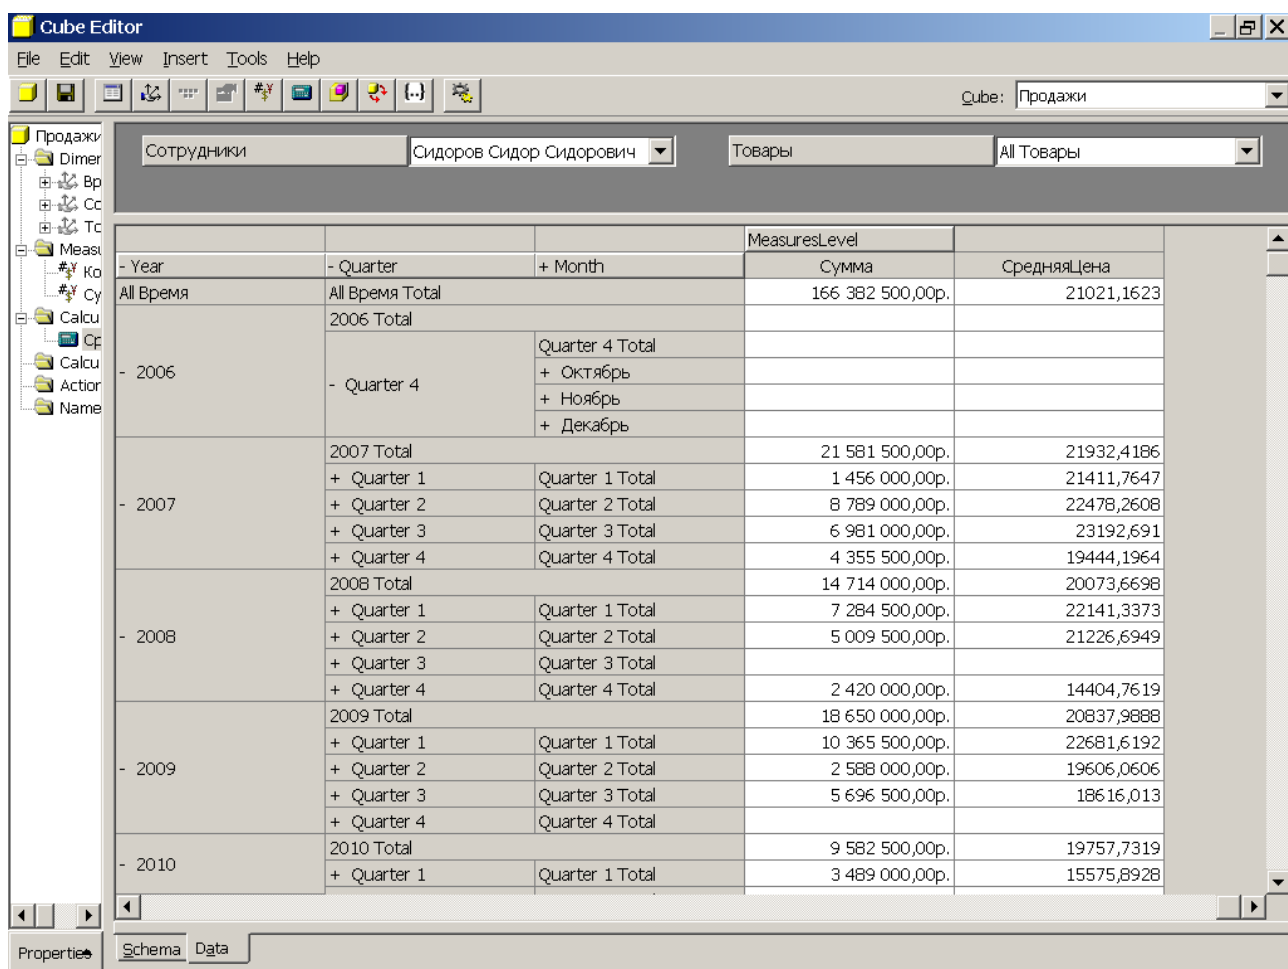 Cube Editor
File Edit View Insert Tools Help
Cube: Продажи
Продажи
Dimer
Вр
Со
То
Measu
Ко
Су
Calcu
Ср
Calcu
Action
Name
Сотрудники Сидоров Сидор Сидорович Товары All Товары
MeasuresLevel
- Year - Quarter + Month Сумма СредняяЦена
All Время All Время Total 166 382 500,00р. 21021,1623
2006 Total
Quarter 4 Total
- 2006 - Quarter 4 + Октябрь
+ Ноябрь
+ Декабрь
2007 Total 21 581 500,00р. 21932,4186
+ Quarter 1 Quarter 1 Total 1 456 000,00р. 21411,7647
- 2007 + Quarter 2 Quarter 2 Total 8 789 000,00р. 22478,2608
+ Quarter 3 Quarter 3 Total 6 981 000,00р. 23192,691
+ Quarter 4 Quarter 4 Total 4 355 500,00р. 19444,1964
2008 Total 14 714 000,00р. 20073,6698
+ Quarter 1 Quarter 1 Total 7 284 500,00р. 22141,3373
- 2008 + Quarter 2 Quarter 2 Total 5 009 500,00р. 21226,6949
+ Quarter 3 Quarter 3 Total
+ Quarter 4 Quarter 4 Total 2 420 000,00р. 14404,7619
2009 Total 18 650 000,00р. 20837,9888
+ Quarter 1 Quarter 1 Total 10 365 500,00р. 22681,6192
- 2009 + Quarter 2 Quarter 2 Total 2 588 000,00р. 19606,0606
+ Quarter 3 Quarter 3 Total 5 696 500,00р. 18616,013
+ Quarter 4 Quarter 4 Total
2010 Total 9 582 500,00р. 19757,7319
- 2010 + Quarter 1 Quarter 1 Total 3 489 000,00р. 15575,8928
Properties Schema Data